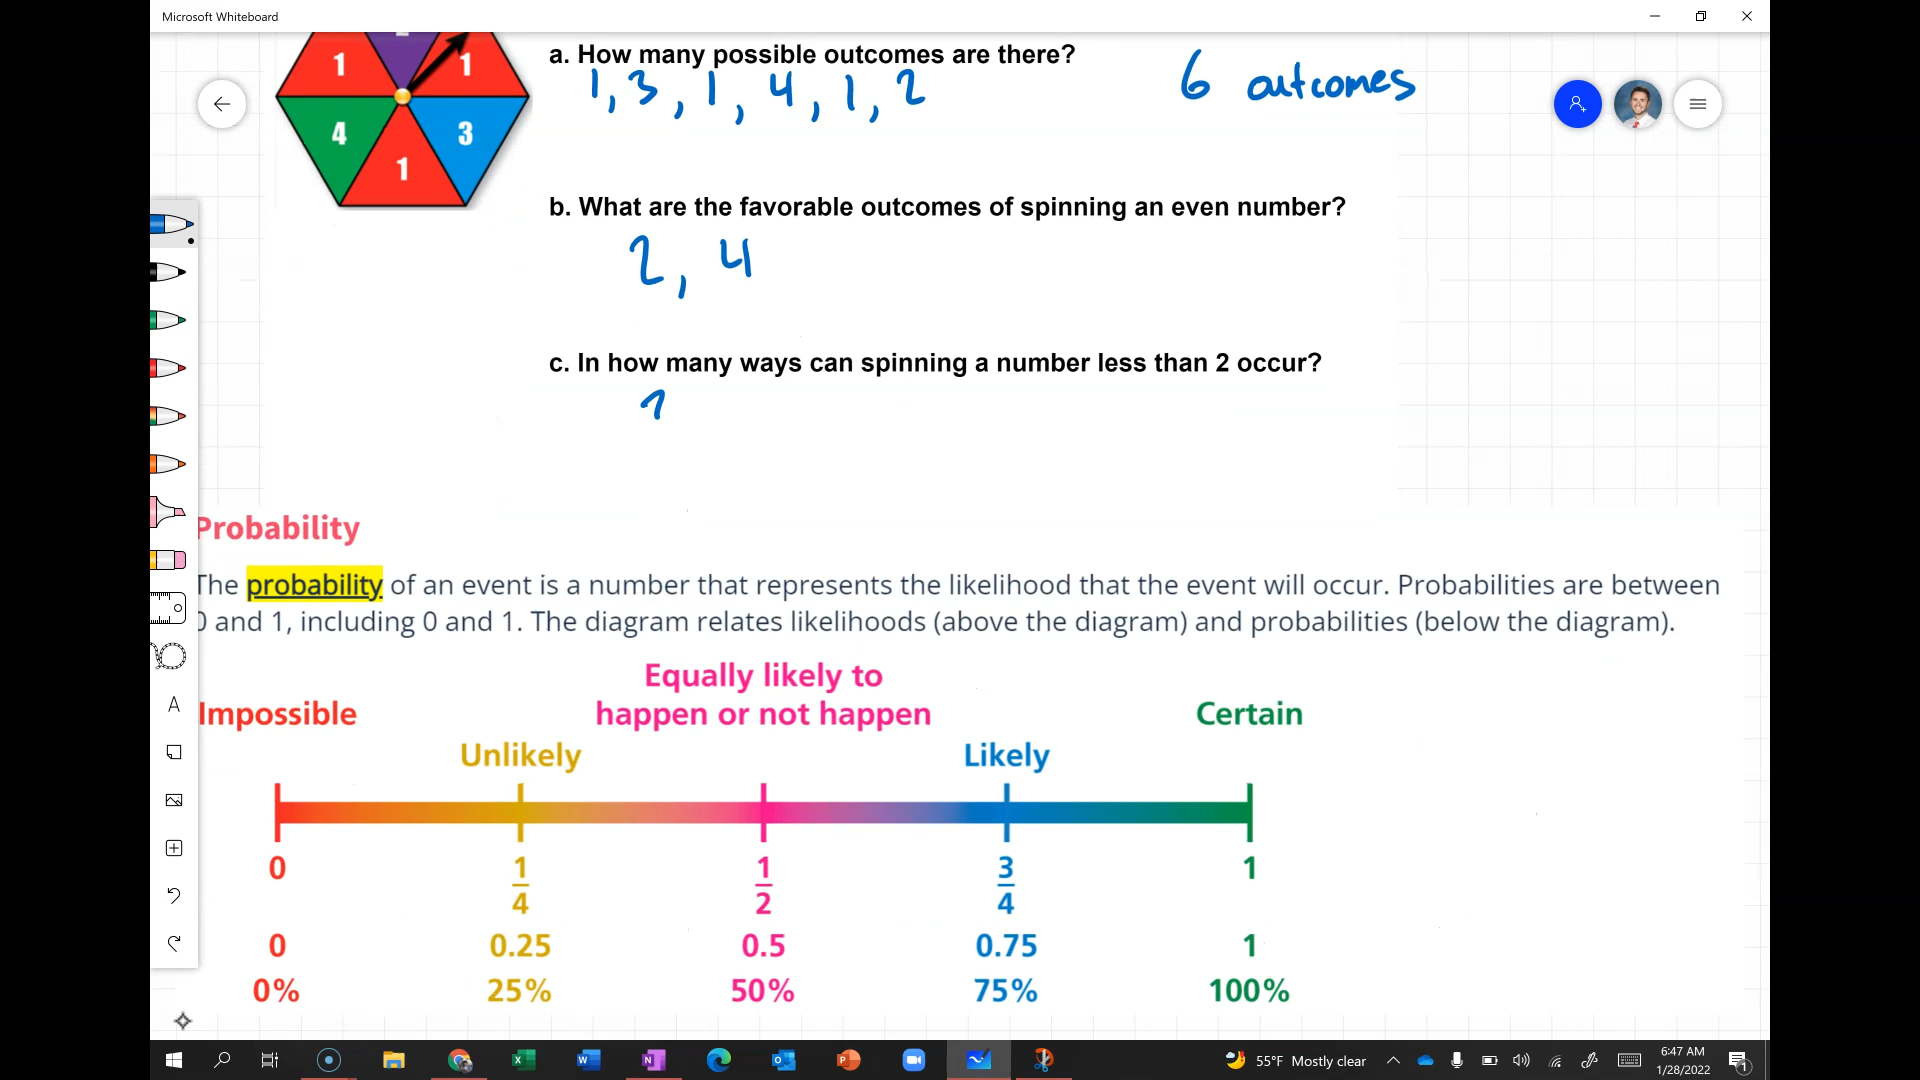 Microsoft Whiteboard
a. How many possible outcomes are there?
1, 3, 1, 4, 1, 2
6 outcomes
1
1
4
3
1
b. What are the favorable outcomes of spinning an even number?
2, 4
c. In how many ways can spinning a number less than 2 occur?
Probability
The probability of an event is a number that represents the likelihood that the event will occur. Probabilities are between
0 and 1, including 0 and 1. The diagram relates likelihoods (above the diagram) and probabilities (below the diagram).
Equally likely to
Impossible happen or not happen Certain
Unlikely Likely
0 1/4 1/2 3/4 1
0 0.25 0.5 0.75 1
0% 25% 50% 75% 100%
55°F Mostly clear
6:47 AM
1/28/2022
1